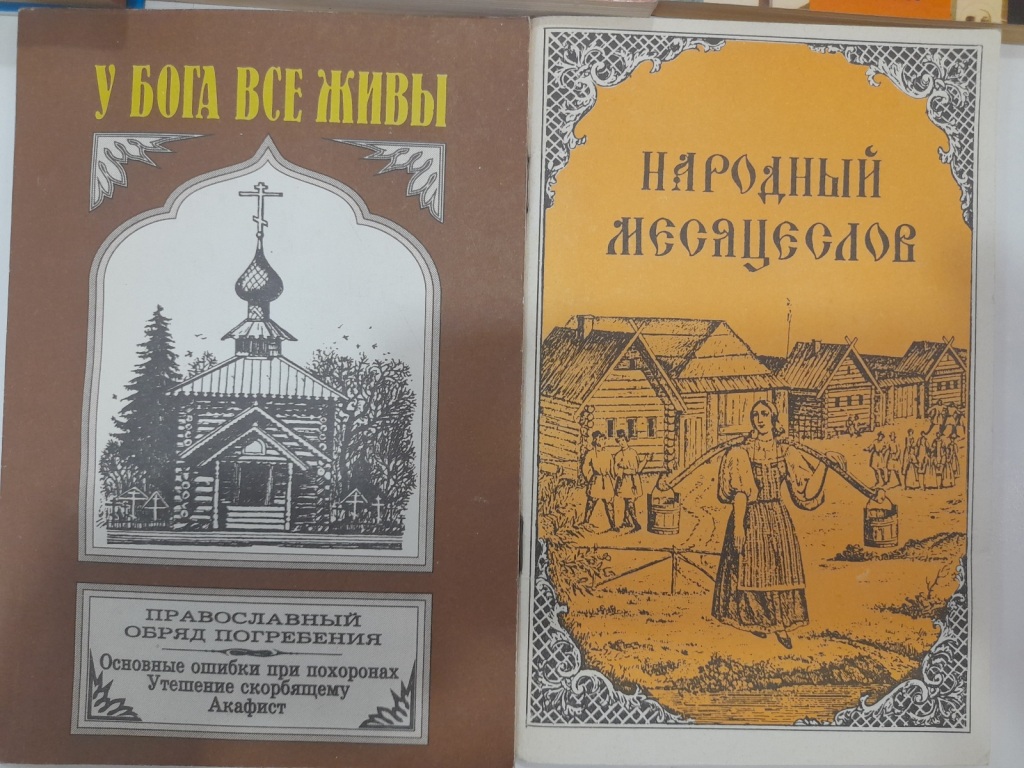 У БОГА ВСЕ ЖИВЫ
ПРАВОСЛАВНЫЙ
ОБРЯД ПОГРЕБЕНИЯ
Основные ошибки при похоронах
Утешение скорбящему
Акафист
НАРОДНЫЙ
МЕСЯЦЕСЛОВ